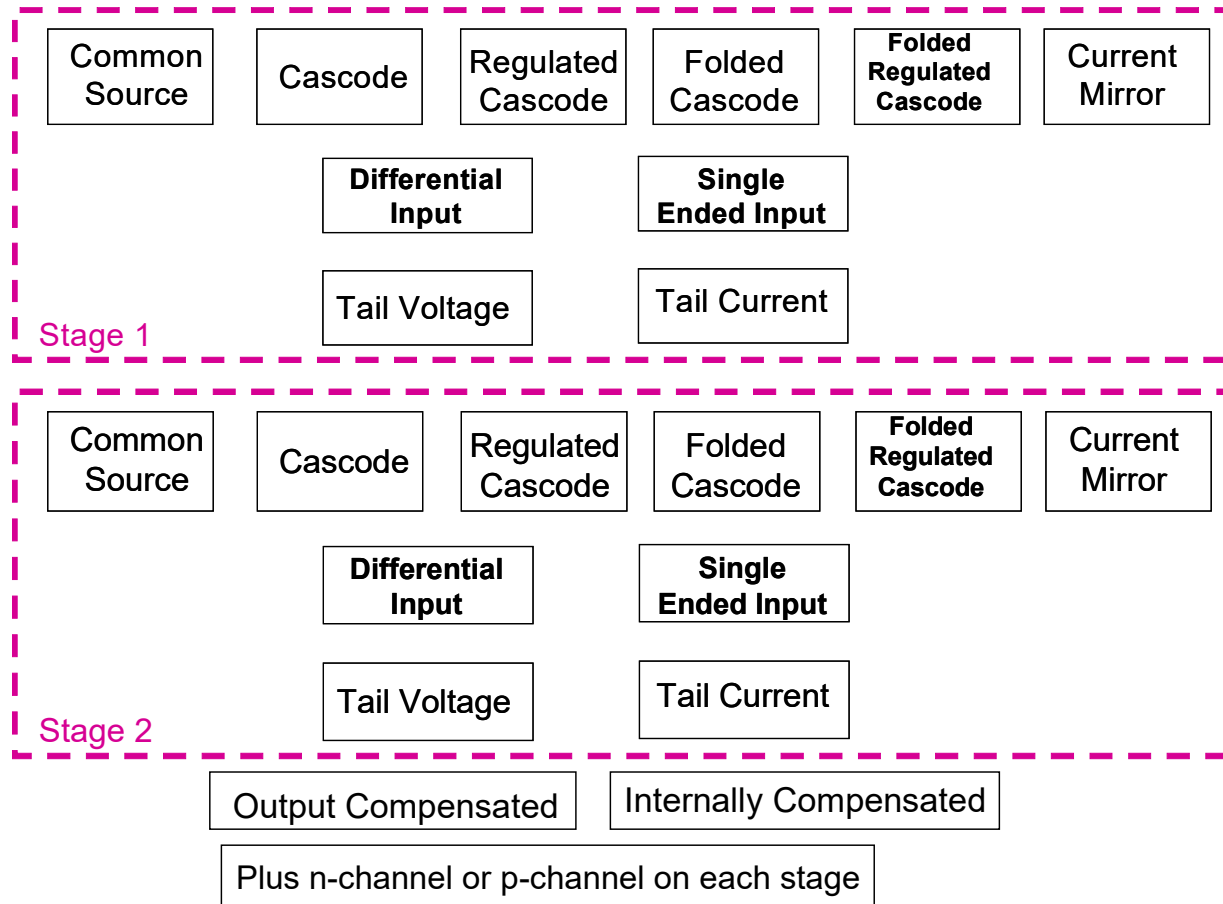 Common
Source
Cascode
Regulated
Cascode
Folded
Cascode
Folded
Regulated
Cascode
Current
Mirror
Differential
Input
Single
Ended Input
Tail Voltage
Tail Current
Stage 1
Common
Source
Cascode
Regulated
Cascode
Folded
Cascode
Folded
Regulated
Cascode
Current
Mirror
Differential
Input
Single
Ended Input
Tail Voltage
Tail Current
Stage 2
Output Compensated
Internally Compensated
Plus n-channel or p-channel on each stage